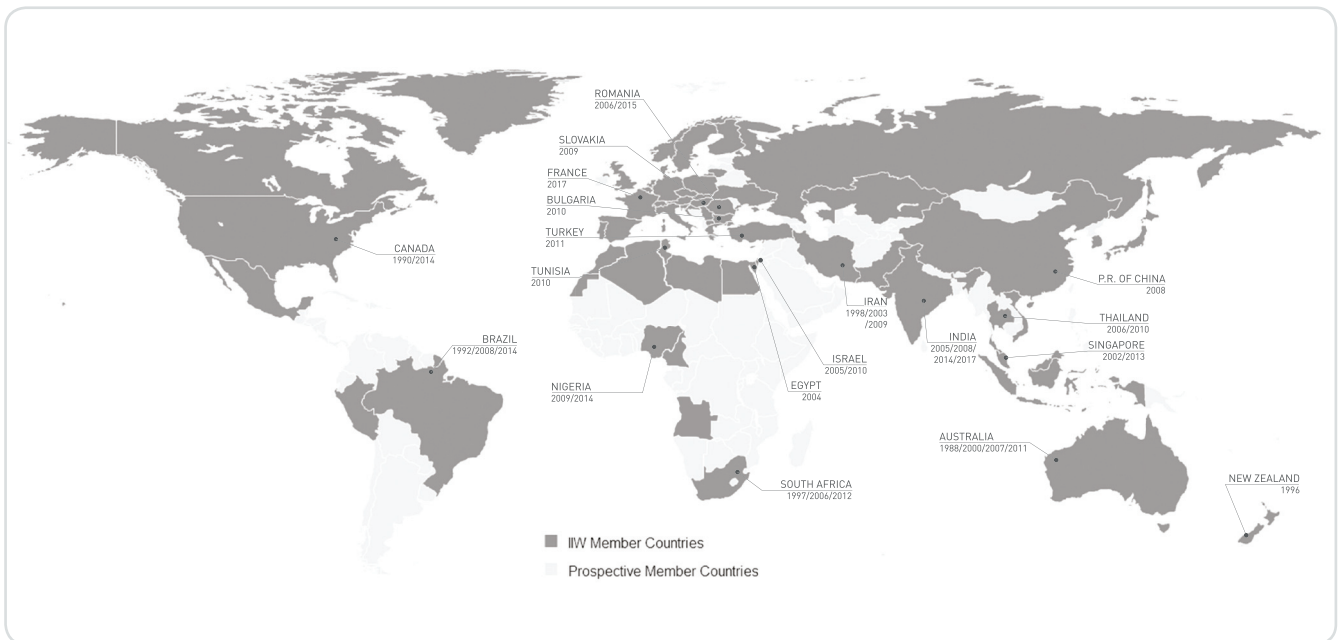 ROMANIA
2006/2015
SLOVAKIA
2009
FRANCE
2017
BULGARIA
2010
TURKEY
2011
TUNISIA
2010
CANADA
1990/2014
BRAZIL
1992/2008/2014
NIGERIA
2009/2014
IRAN
1998/2003
/2009
INDIA
2005/2008/
2014/2017
ISRAEL
2005/2010
EGYPT
2004
SOUTH AFRICA
1997/2006/2012
P.R. OF CHINA
2008
THAILAND
2006/2010
SINGAPORE
2002/2013
AUSTRALIA
1988/2000/2007/2011
NEW ZEALAND
1996
IIW Member Countries
Prospective Member Countries